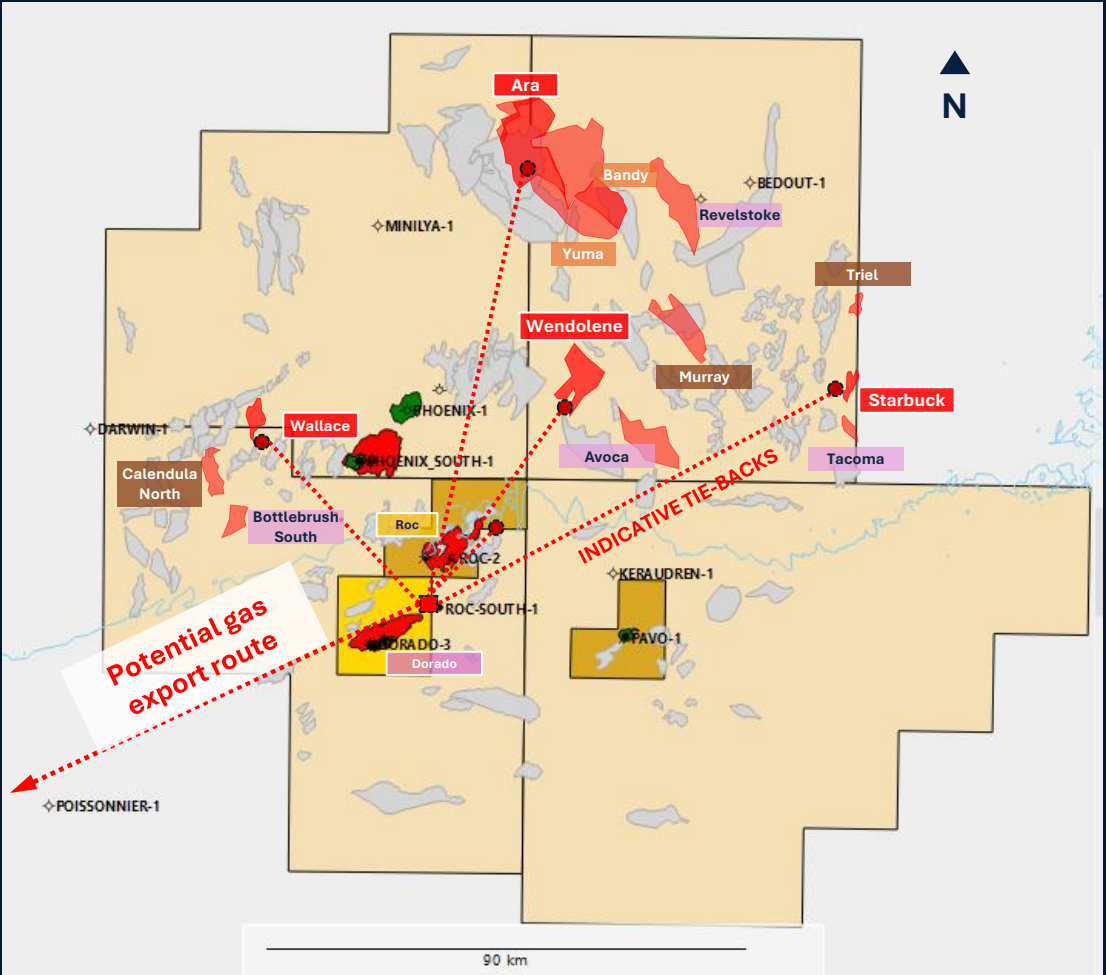 Ara
N
Bandy
BEDOUT-1
Revelstoke
MINILYA-1
Yuma
Triel
Wendolene
Murray
Starbuck
PHOENIX-1
Wallace
DARWIN-1
Avoca
Tacoma
PHOENIX_SOUTH-1
Calendula
North
INDICATIVE TIE-BACKS
Bottlebrush
South
Roc
ROC-2
KERAUDREN-1
ROC-SOUTH-1
Potential gas
export route
PAVO-1
DORADO-3
Dorado
POISSONNIER-1
90 km